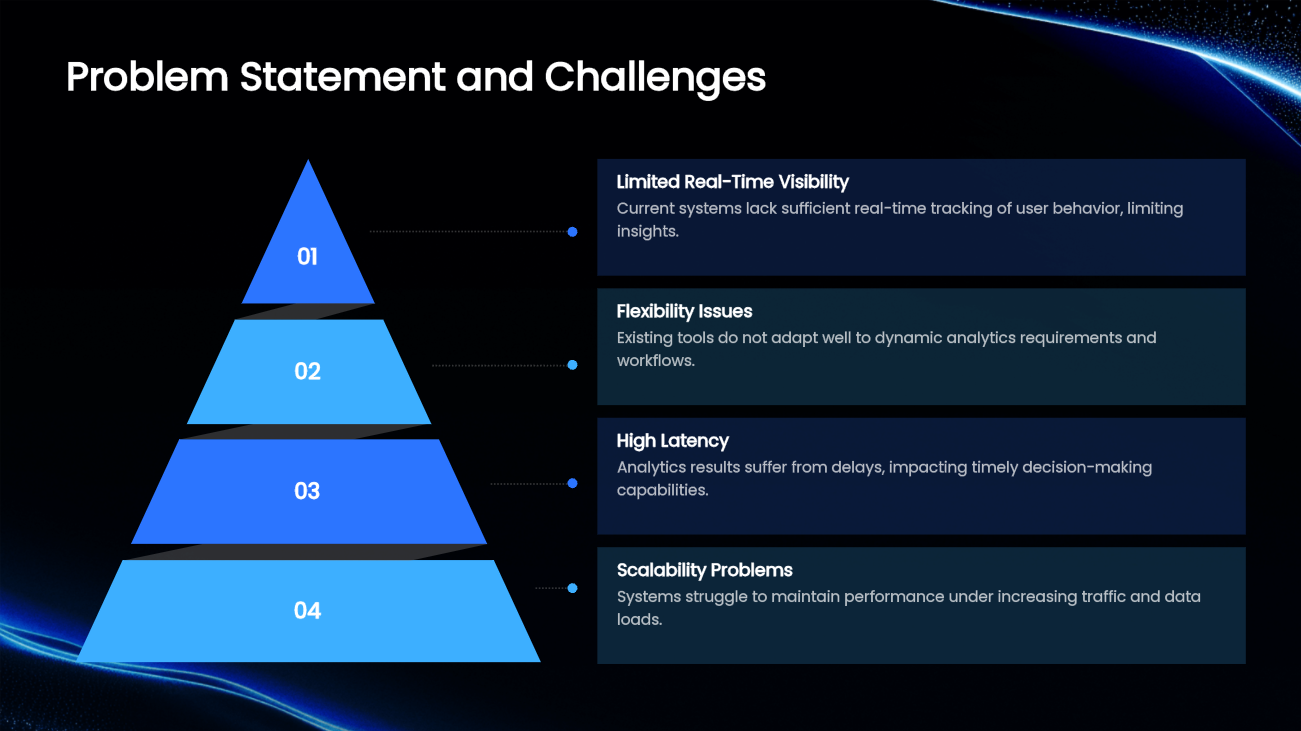 Problem Statement and Challenges
01
Limited Real-Time Visibility
Current systems lack sufficient real-time tracking of user behavior, limiting
insights.
02
Flexibility Issues
Existing tools do not adapt well to dynamic analytics requirements and
workflows.
03
High Latency
Analytics results suffer from delays, impacting timely decision-making
capabilities.
04
Scalability Problems
Systems struggle to maintain performance under increasing traffic and data
loads.